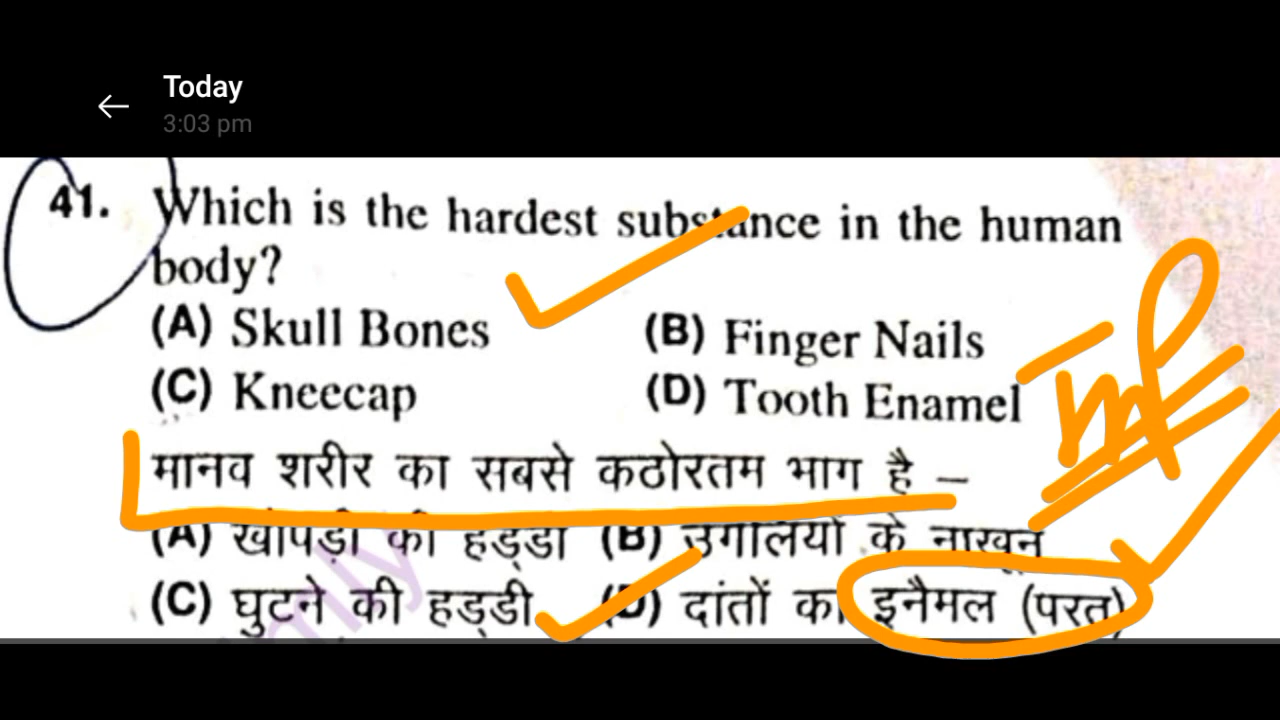 Today
3:03 pm
41. Which is the hardest substance in the human
body?
(A) Skull Bones (B) Finger Nails
(C) Kneecap (D) Tooth Enamel
मानव शरीर का सबसे कठोरतम भाग है –
(A) खोपड़ी की हड्डी (B) उंगलियों के नाखून
(C) घुटने की हड्डी (D) दांतों का इनैमल (परत)